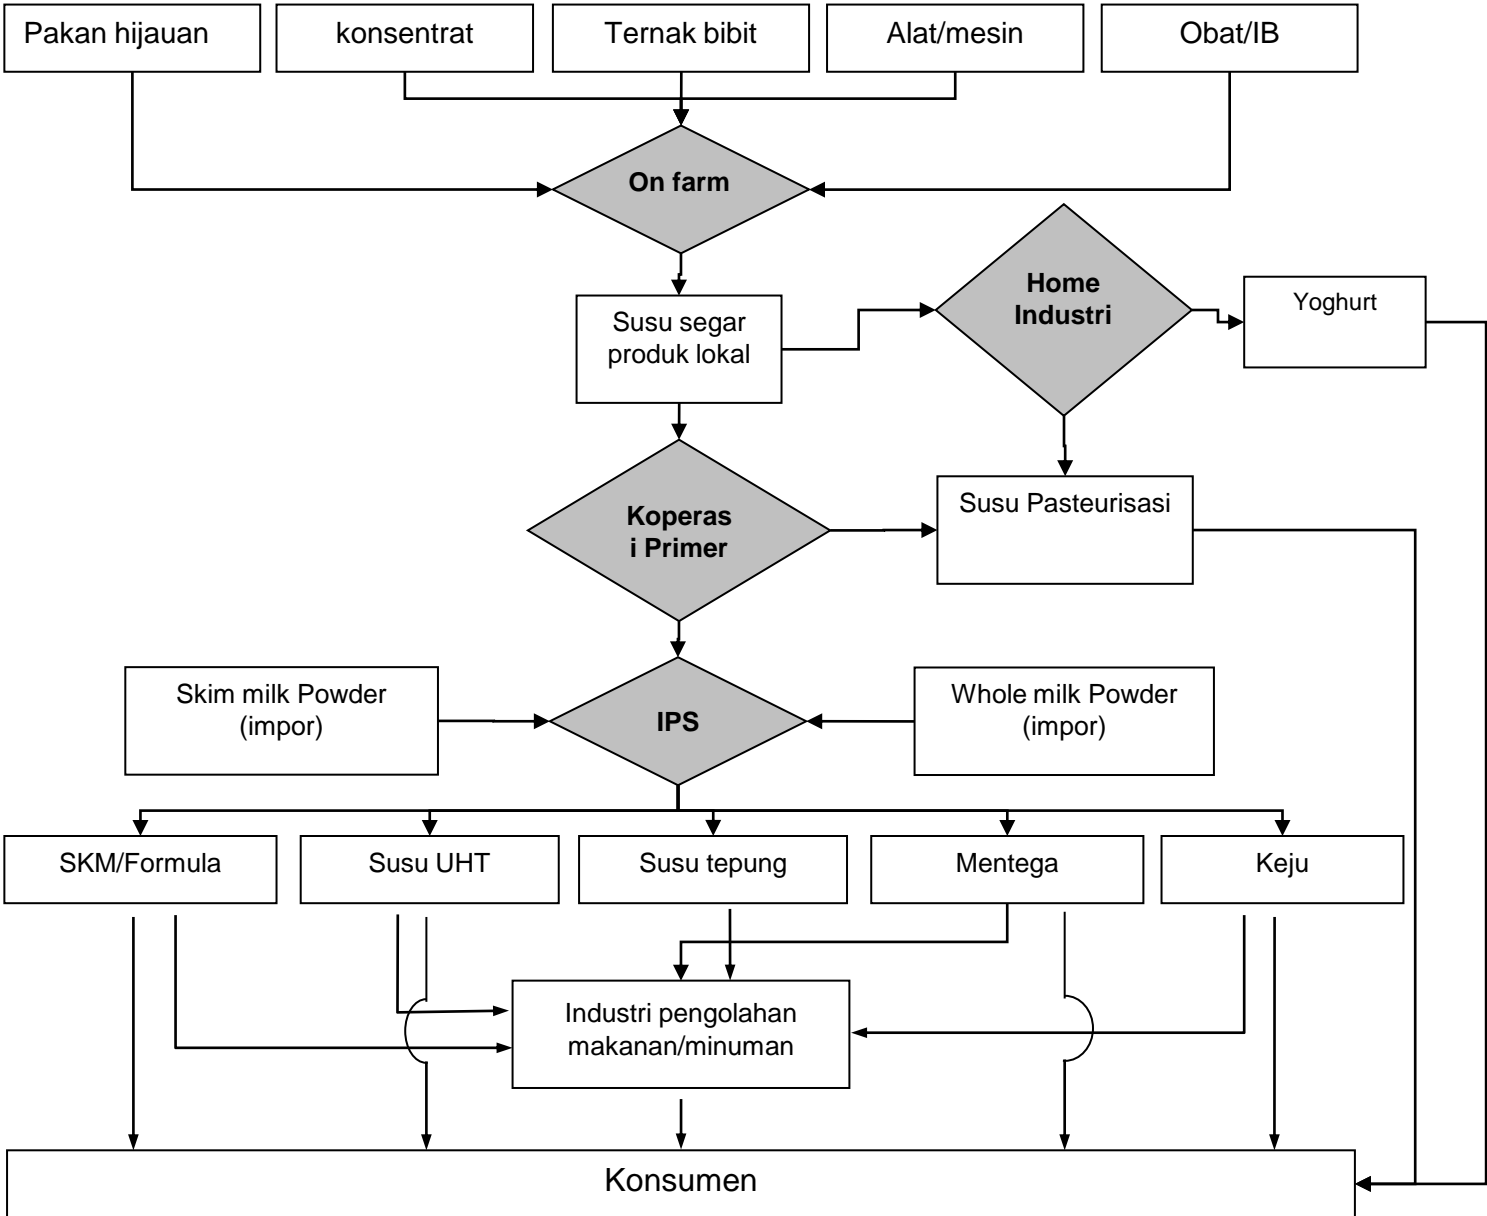 Pakan hijauan
konsentrat
Ternak bibit
Alat/mesin
Obat/IB
On farm
Home
Industri
Yoghurt
Susu segar
produk lokal
Koperas
i Primer
Susu Pasteurisasi
Skim milk Powder
(impor)
IPS
Whole milk Powder
(impor)
SKM/Formula
Susu UHT
Susu tepung
Mentega
Keju
Industri pengolahan
makanan/minuman
Konsumen